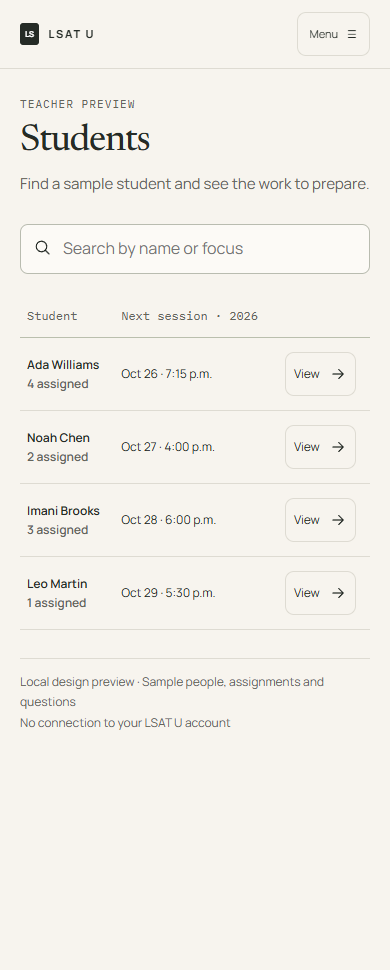 LS LSAT U
Menu ☰
TEACHER PREVIEW
Students
Find a sample student and see the work to prepare.
Search by name or focus
Student Next session · 2026
Ada Williams
4 assigned
Oct 26 · 7:15 p.m.
View →
Noah Chen
2 assigned
Oct 27 · 4:00 p.m.
View →
Imani Brooks
3 assigned
Oct 28 · 6:00 p.m.
View →
Leo Martin
1 assigned
Oct 29 · 5:30 p.m.
View →
Local design preview · Sample people, assignments and
questions
No connection to your LSAT U account